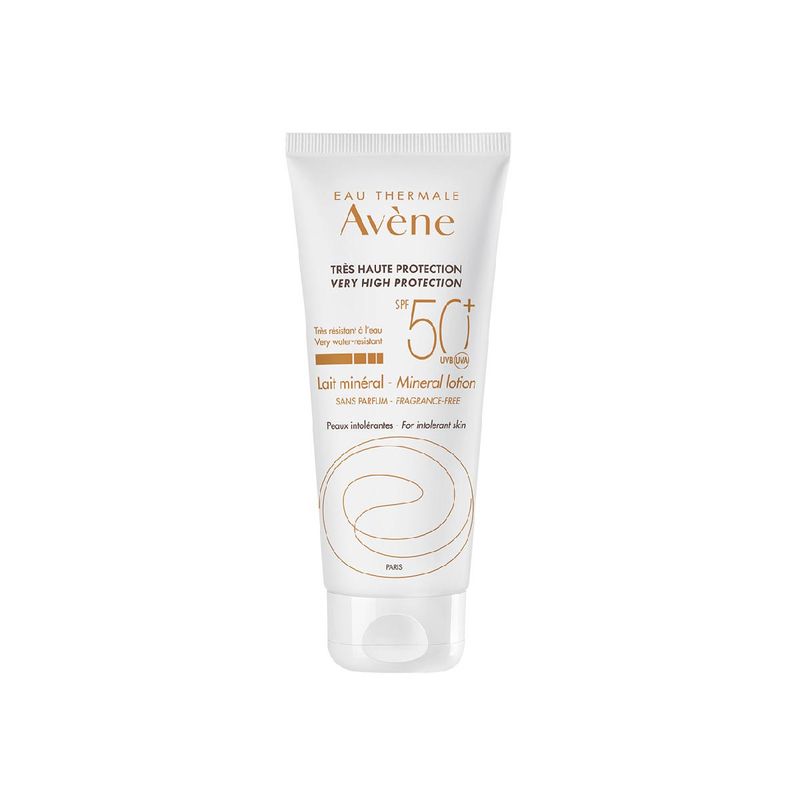 EAU THERMALE
Avène
TRÈS HAUTE PROTECTION
VERY HIGH PROTECTION
SPF 50+
Très résistant à l'eau
Very water-resistant
UVB UVA
Lait minéral - Mineral lotion
SANS PARFUM - FRAGRANCE-FREE
Peaux intolérantes - For intolerant skin
PARIS